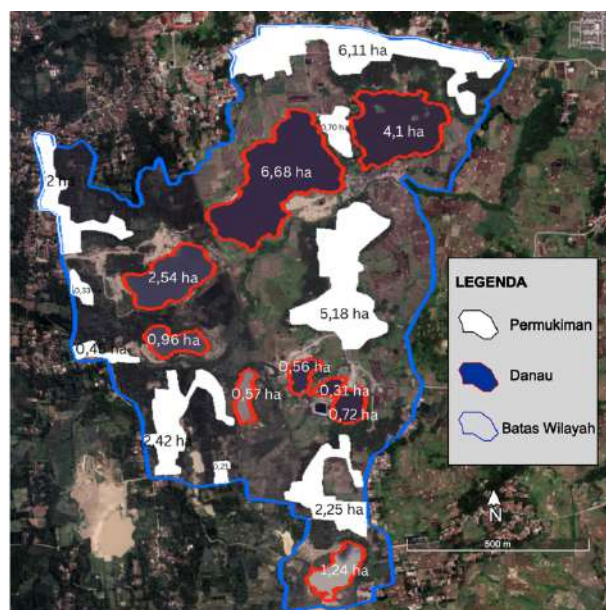 6,11 ha
0,70 ha
4,1 ha
6,68 ha
2 ha
2,54 ha
0,33
5,18 ha
0,96 ha
0,56 ha
0,57 ha
0,31 ha
0,72 ha
2,42 ha
0,21
2,25 ha
1,24 ha
LEGENDA
Permukiman
Danau
Batas Wilayah
N
500 m